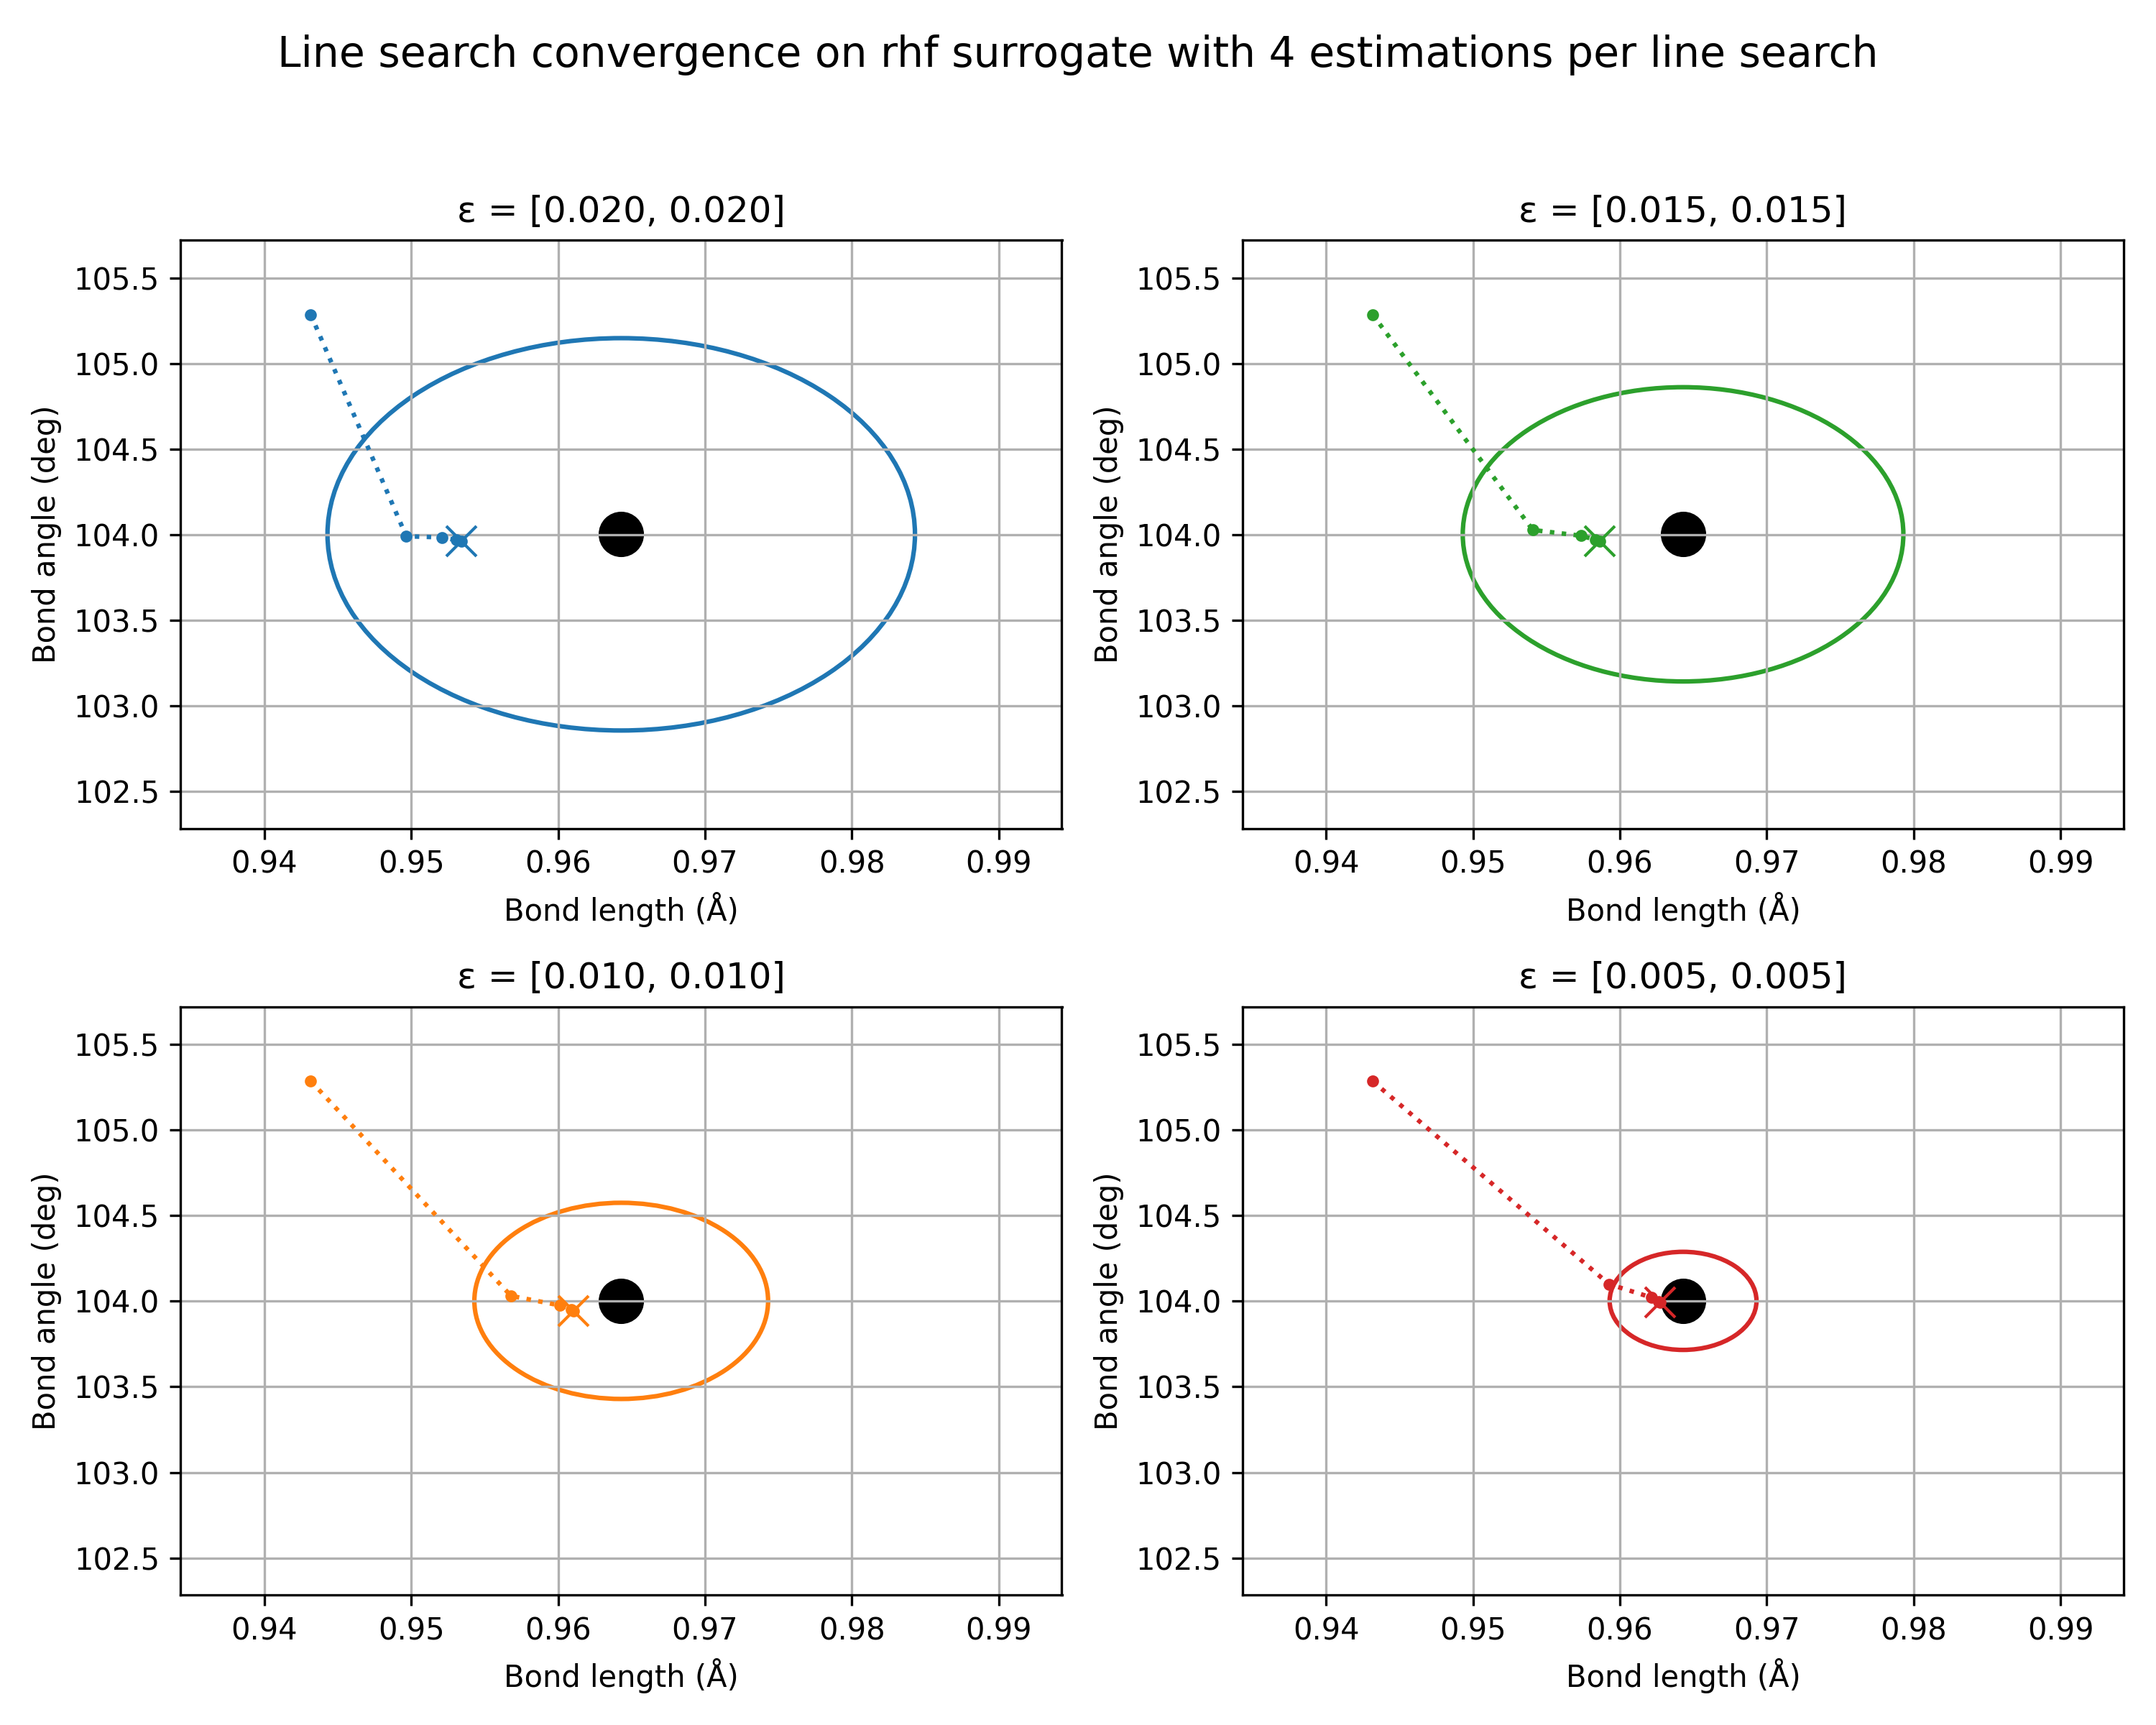 Line search convergence on rhf surrogate with 4 estimations per line search
ε = [0.020, 0.020]
105.5
105.0
104.5
104.0
103.5
103.0
102.5
Bond angle (deg)
0.94 0.95 0.96 0.97 0.98 0.99
Bond length (Å)
ε = [0.015, 0.015]
105.5
105.0
104.5
104.0
103.5
103.0
102.5
Bond angle (deg)
0.94 0.95 0.96 0.97 0.98 0.99
Bond length (Å)
ε = [0.010, 0.010]
105.5
105.0
104.5
104.0
103.5
103.0
102.5
Bond angle (deg)
0.94 0.95 0.96 0.97 0.98 0.99
Bond length (Å)
ε = [0.005, 0.005]
105.5
105.0
104.5
104.0
103.5
103.0
102.5
Bond angle (deg)
0.94 0.95 0.96 0.97 0.98 0.99
Bond length (Å)